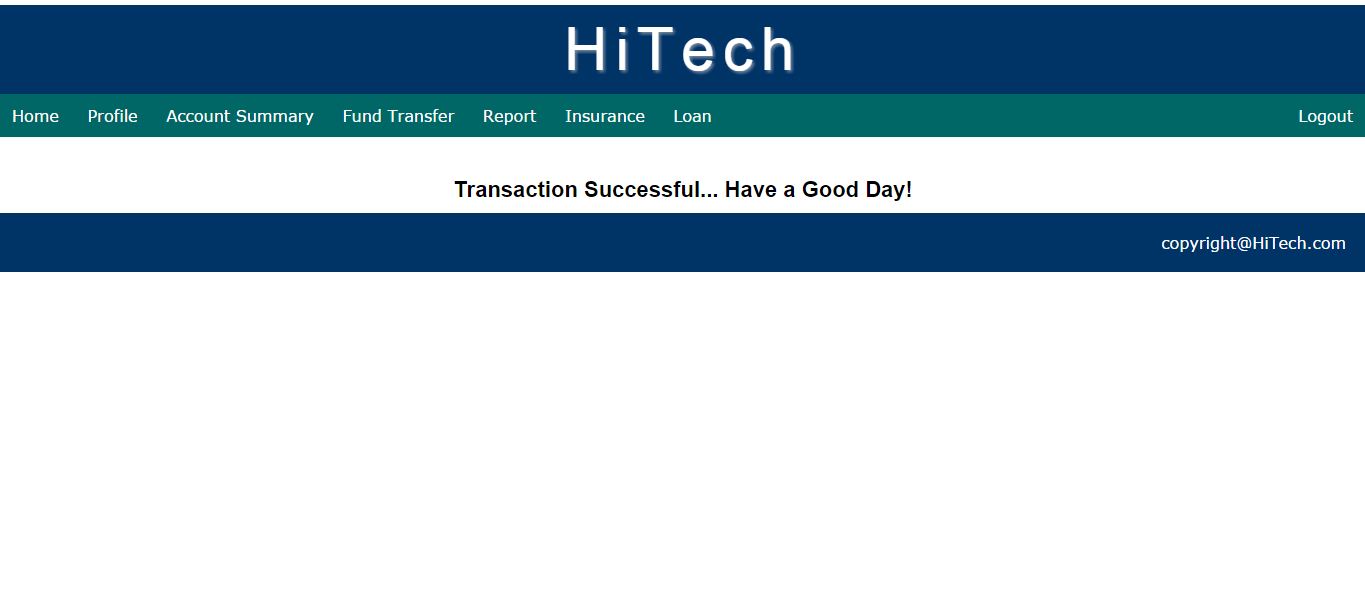 HiTech
Home Profile Account Summary Fund Transfer Report Insurance Loan Logout
Transaction Successful... Have a Good Day!
copyright@HiTech.com